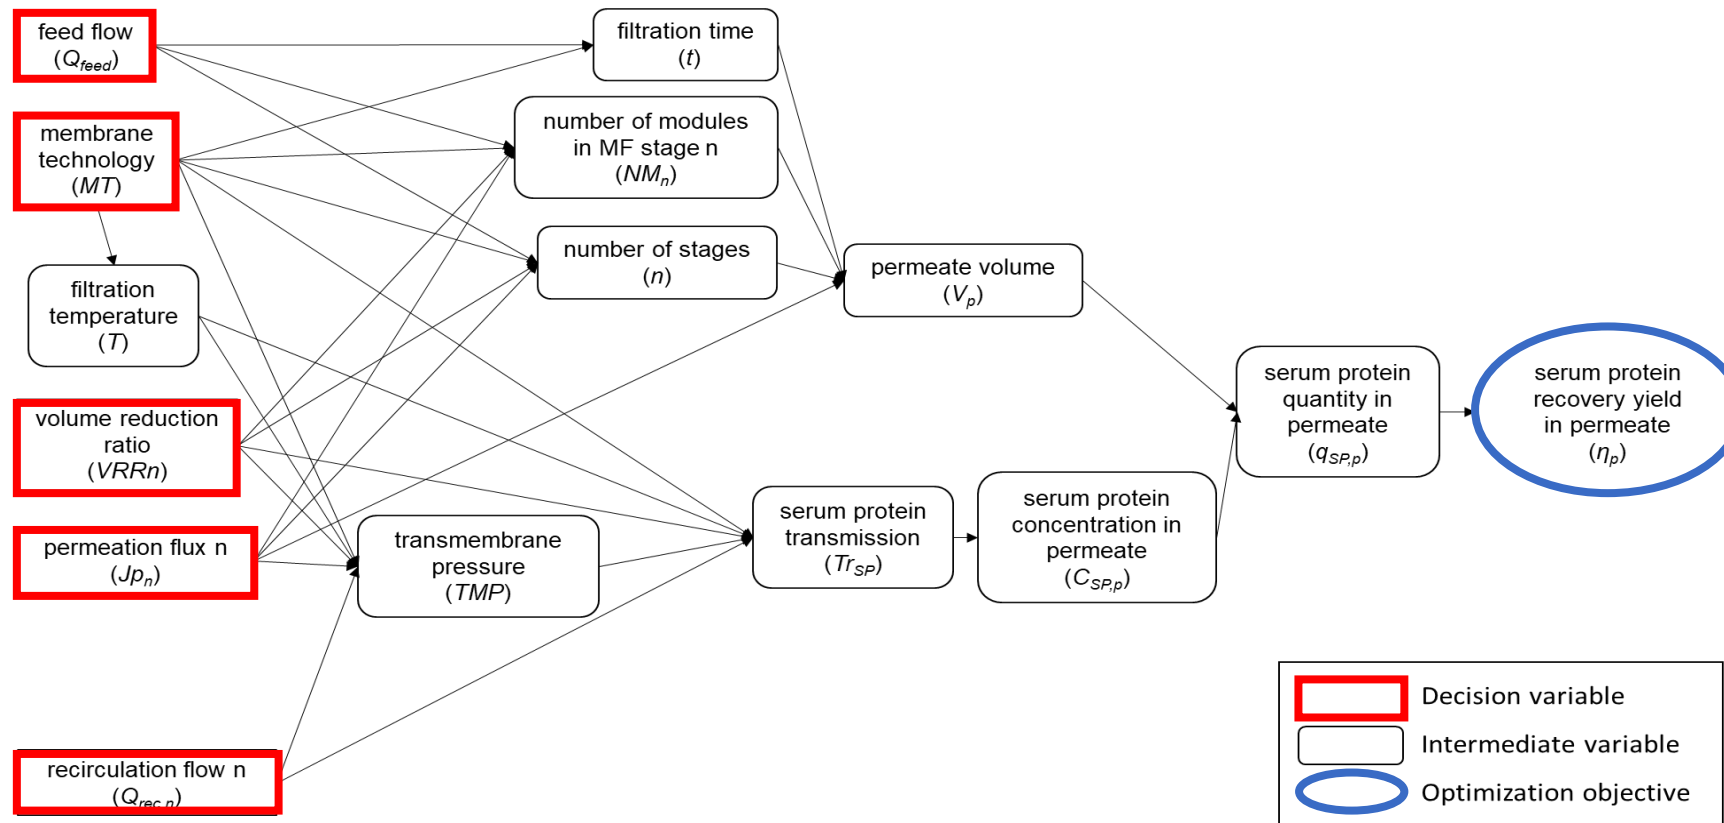 feed flow
(Qfeed)
membrane
technology
(MT)
filtration
temperature
(T)
volume reduction
ratio
(VRRn)
permeation flux n
(Jpn)
recirculation flow n
(Qrec,n)
filtration time
(t)
number of modules
in MF stage n
(NMn)
number of stages
(n)
transmembrane
pressure
(TMP)
permeate volume
(Vp)
serum protein
transmission
(TrSP)
serum protein
concentration in
permeate
(CSP,p)
serum protein
quantity in
permeate
(qSP,p)
serum protein
recovery yield
in permeate
(ηp)
Decision variable
Intermediate variable
Optimization objective